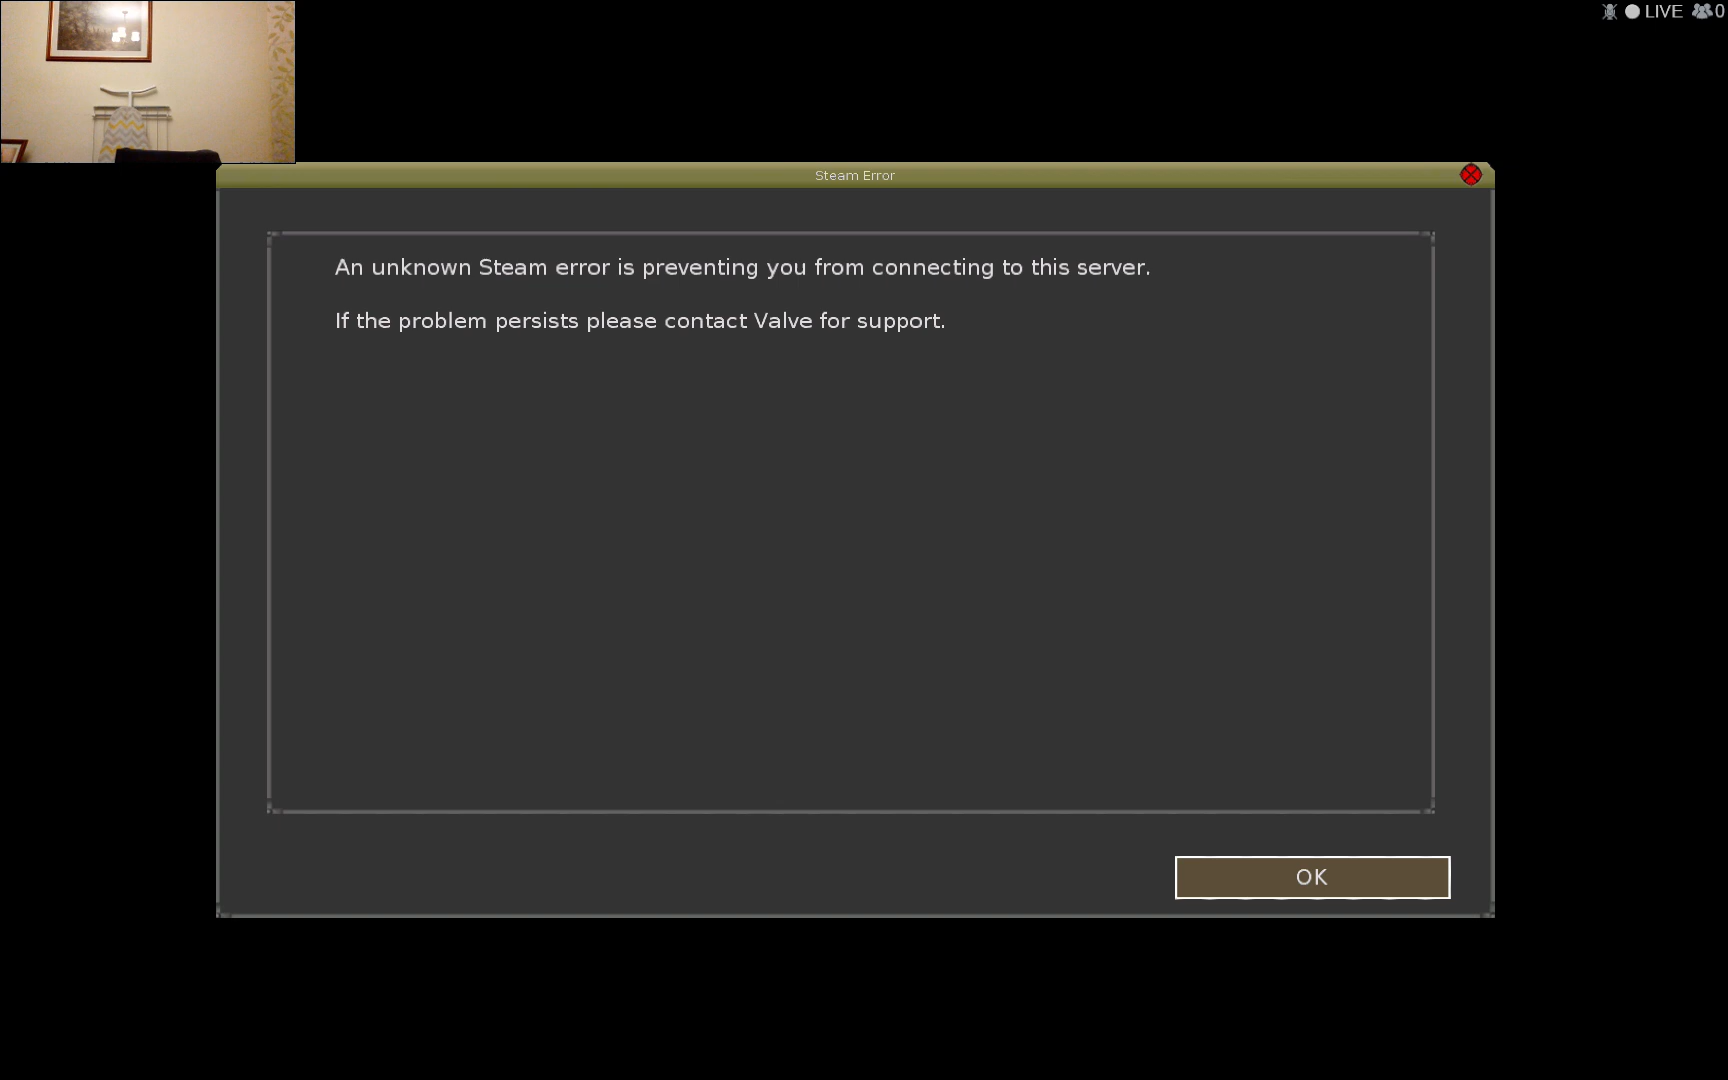 LIVE 0
Steam Error
An unknown Steam error is preventing you from connecting to this server.
If the problem persists please contact Valve for support.
OK